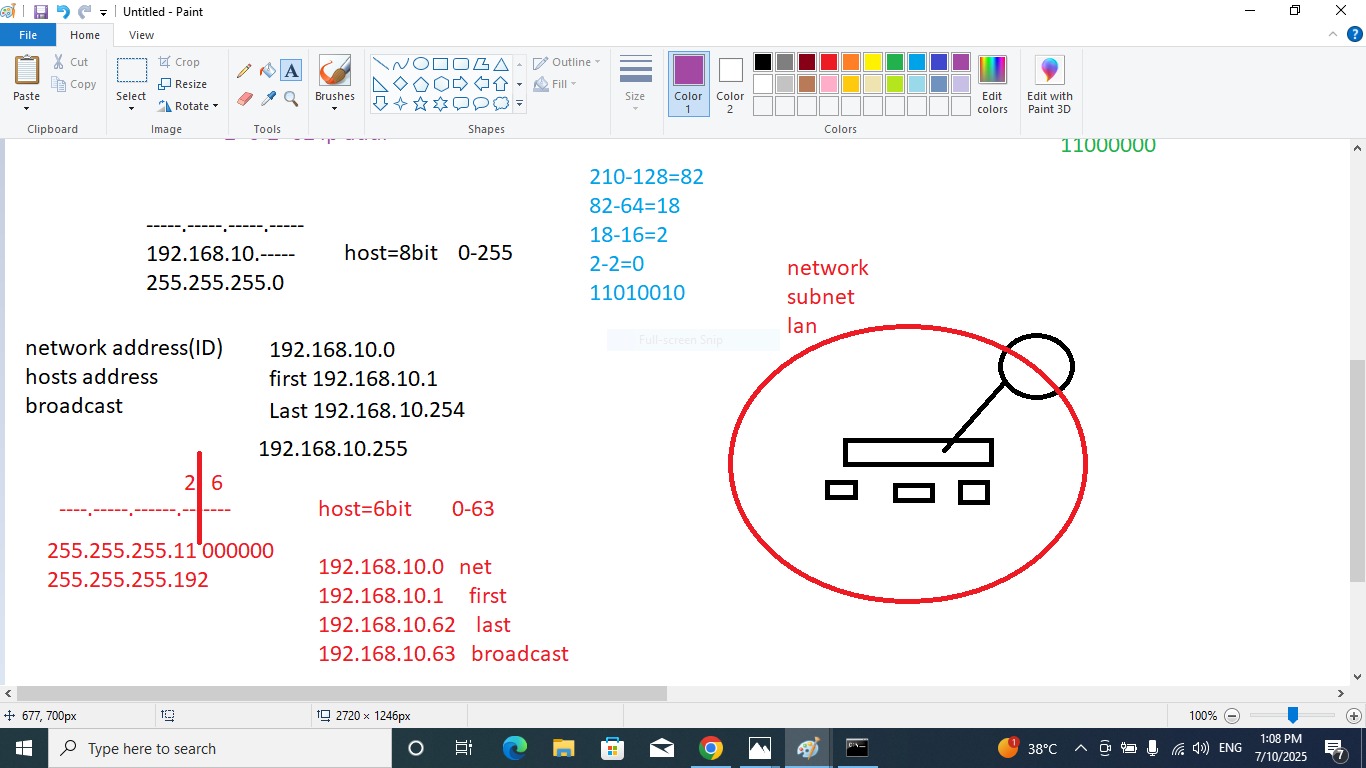 Untitled - Paint
File
Home
View
Paste
Cut
Copy
Clipboard
Select
Crop
Resize
Rotate
Image
A
Tools
Brushes
Outline
Fill
Shapes
Size
Color 1
Color 2
Edit colors
Colors
Edit with Paint 3D
11000000
210-128=82
82-64=18
18-16=2
2-2=0
11010010
-----.-----.-----.-----
192.168.10.----- host=8bit 0-255
255.255.255.0
network
subnet
lan
Full-screen Snip
network address(ID) 192.168.10.0
hosts address first 192.168.10.1
broadcast Last 192.168.10.254
192.168.10.255
2 6
----.-----.------.-------
255.255.255.11 000000
255.255.255.192
host=6bit 0-63
192.168.10.0 net
192.168.10.1 first
192.168.10.62 last
192.168.10.63 broadcast
677, 700px
2720 × 1246px
100%
Type here to search
38°C
ENG
1:08 PM
7/10/2025
1
7